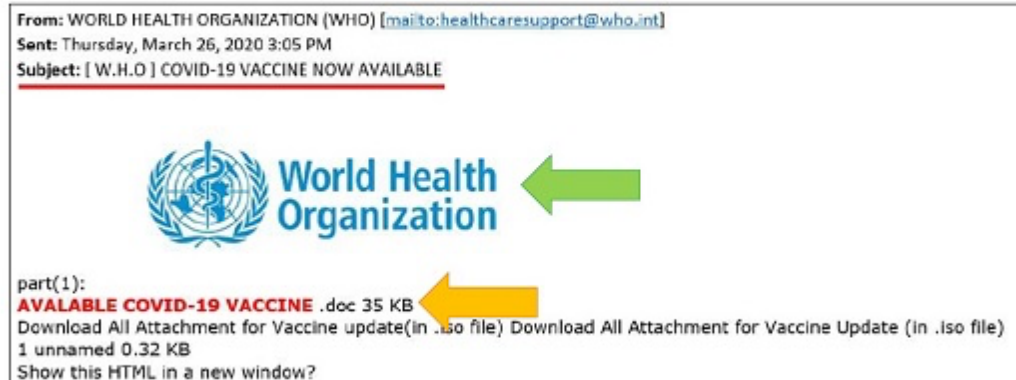 From: WORLD HEALTH ORGANIZATION (WHO) [mailto:healthcaresupport@who.int]
Sent: Thursday, March 26, 2020 3:05 PM
Subject: [ W.H.O ] COVID-19 VACCINE NOW AVAILABLE
World Health
Organization
part(1):
AVALABLE COVID-19 VACCINE .doc 35 KB
Download All Attachment for Vaccine update(in .iso file) Download All Attachment for Vaccine Update (in .iso file)
1 unnamed 0.32 KB
Show this HTML in a new window?